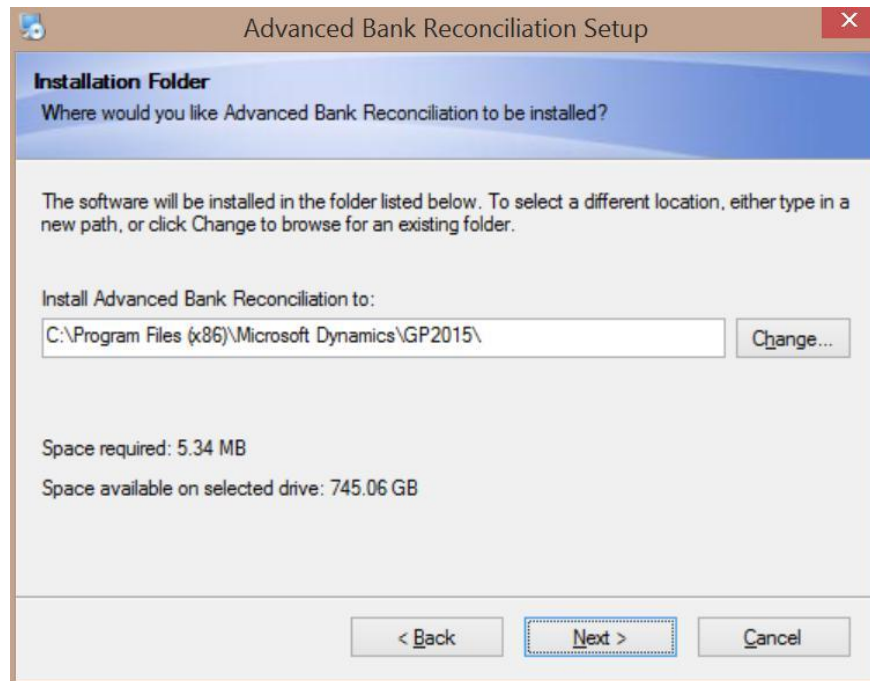 Advanced Bank Reconciliation Setup
Installation Folder
Where would you like Advanced Bank Reconciliation to be installed?
The software will be installed in the folder listed below. To select a different location, either type in a
new path, or click Change to browse for an existing folder.
Install Advanced Bank Reconciliation to:
C:\Program Files (x86)\Microsoft Dynamics\GP2015\
Change...
Space required: 5.34 MB
Space available on selected drive: 745.06 GB
< Back
Next >
Cancel